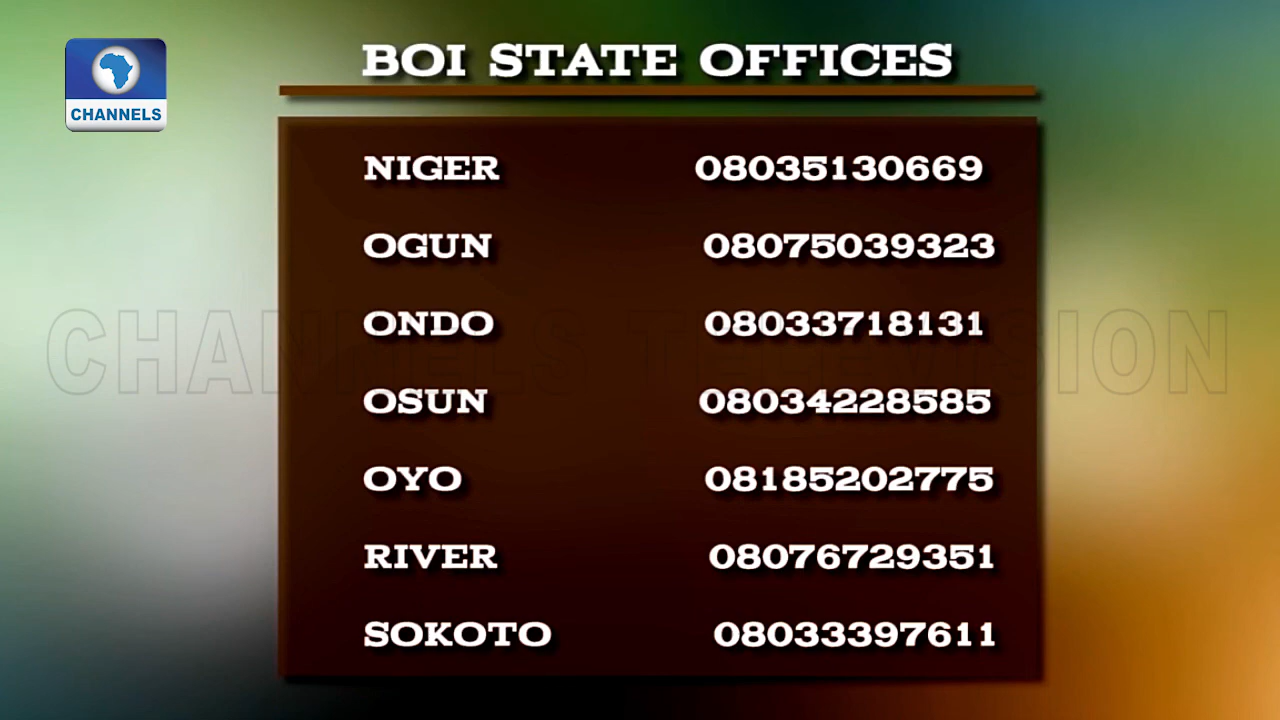 CHANNELS
BOI STATE OFFICES
NIGER 08035130669
OGUN 08075039323
ONDO 08033718131
CHANNELS TELEVISION
OSUN 08034228585
OYO 08185202775
RIVER 08076729351
SOKOTO 08033397611